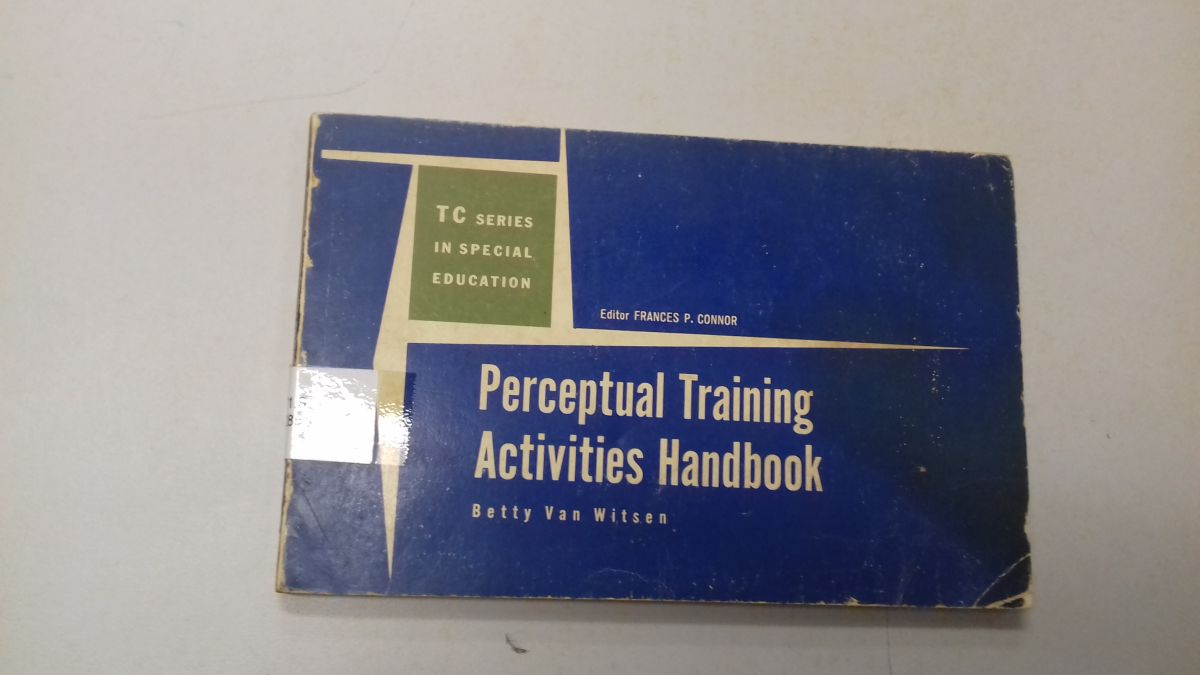 TC SERIES
IN SPECIAL
EDUCATION
Editor FRANCES P. CONNOR
Perceptual Training
Activities Handbook
Betty Van Witsen